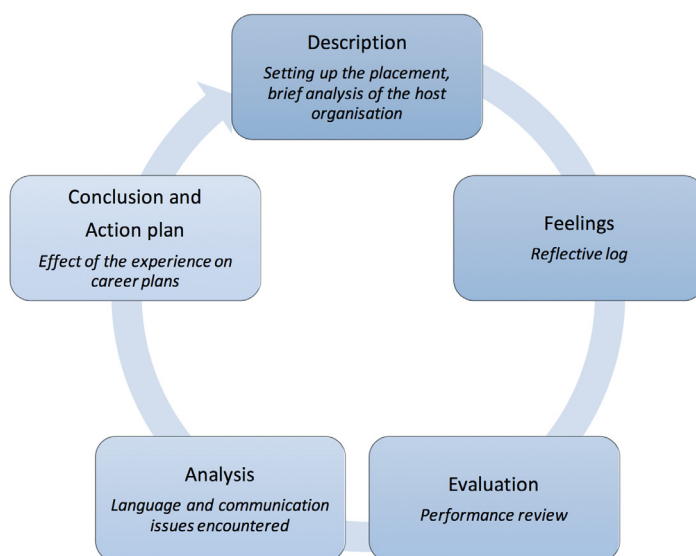 Description
Setting up the placement,
brief analysis of the host
organisation
Feelings
Reflective log
Evaluation
Performance review
Analysis
Language and communication
issues encountered
Conclusion and
Action plan
Effect of the experience on
career plans